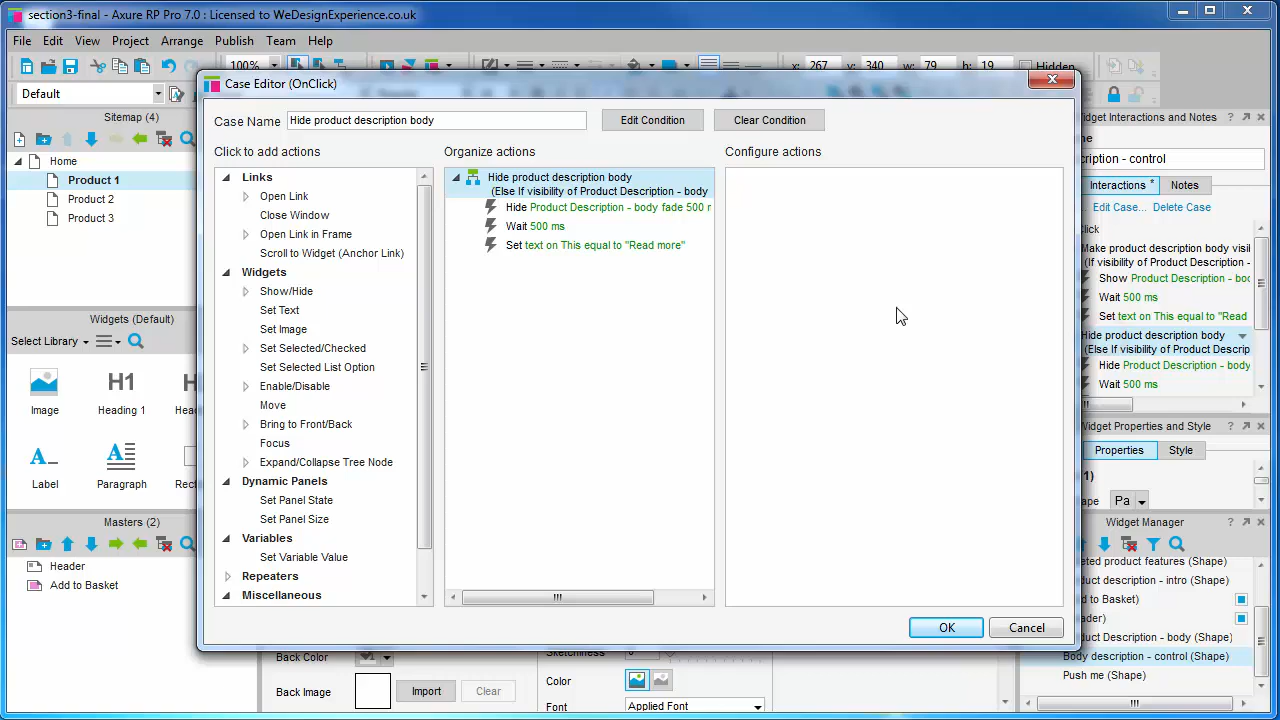 section3-final - Axure RP Pro 7.0 : Licensed to WeDesignExperience.co.uk
File Edit View Project Arrange Team Help
100% x: 267 y: 340 w: 79 h: 19 Hidden
Default
Case Editor (OnClick)
Sitemap (4)
Home
Product 1
Product 2
Product 3
Widgets (Default)
Select Library
Image
Heading 1
Label
Paragraph
Masters (2)
Header
Add to Basket
Case Name Hide product description body Edit Condition Clear Condition
Click to add actions
Links
Open Link
Close Window
Open Link in Frame
Scroll to Widget (Anchor Link)
Widgets
Show/Hide
Set Text
Set Image
Set Selected/Checked
Set Selected List Option
Enable/Disable
Move
Bring to Front/Back
Focus
Expand/Collapse Tree Node
Dynamic Panels
Set Panel State
Set Panel Size
Variables
Set Variable Value
Repeaters
Miscellaneous
Organize actions
Hide product description body
(Else If visibility of Product Description - body
Hide Product Description - body fade 500 m
Wait 500 ms
Set text on This equal to "Read more"
Configure actions
OK Cancel
Back Color
Back Image Import Clear
Color
Font Applied Font
Widget Interactions and Notes
cription - control
Interactions * Notes
Edit Case... Delete Case
Click
Make product description body visi
(If visibility of Product Description -
Show Product Description - bo
Wait 500 ms
Set text on This equal to "Read
Hide product description body
(Else If visibility of Product Descrip
Hide Product Description - body
Wait 500 ms
Widget Properties and Style
Properties Style
Pa
Widget Manager
eted product features (Shape)
duct description - intro (Shape)
d to Basket)
ader)
duct Description - body (Shape)
Body description - control (Shape)
Push me (Shape)